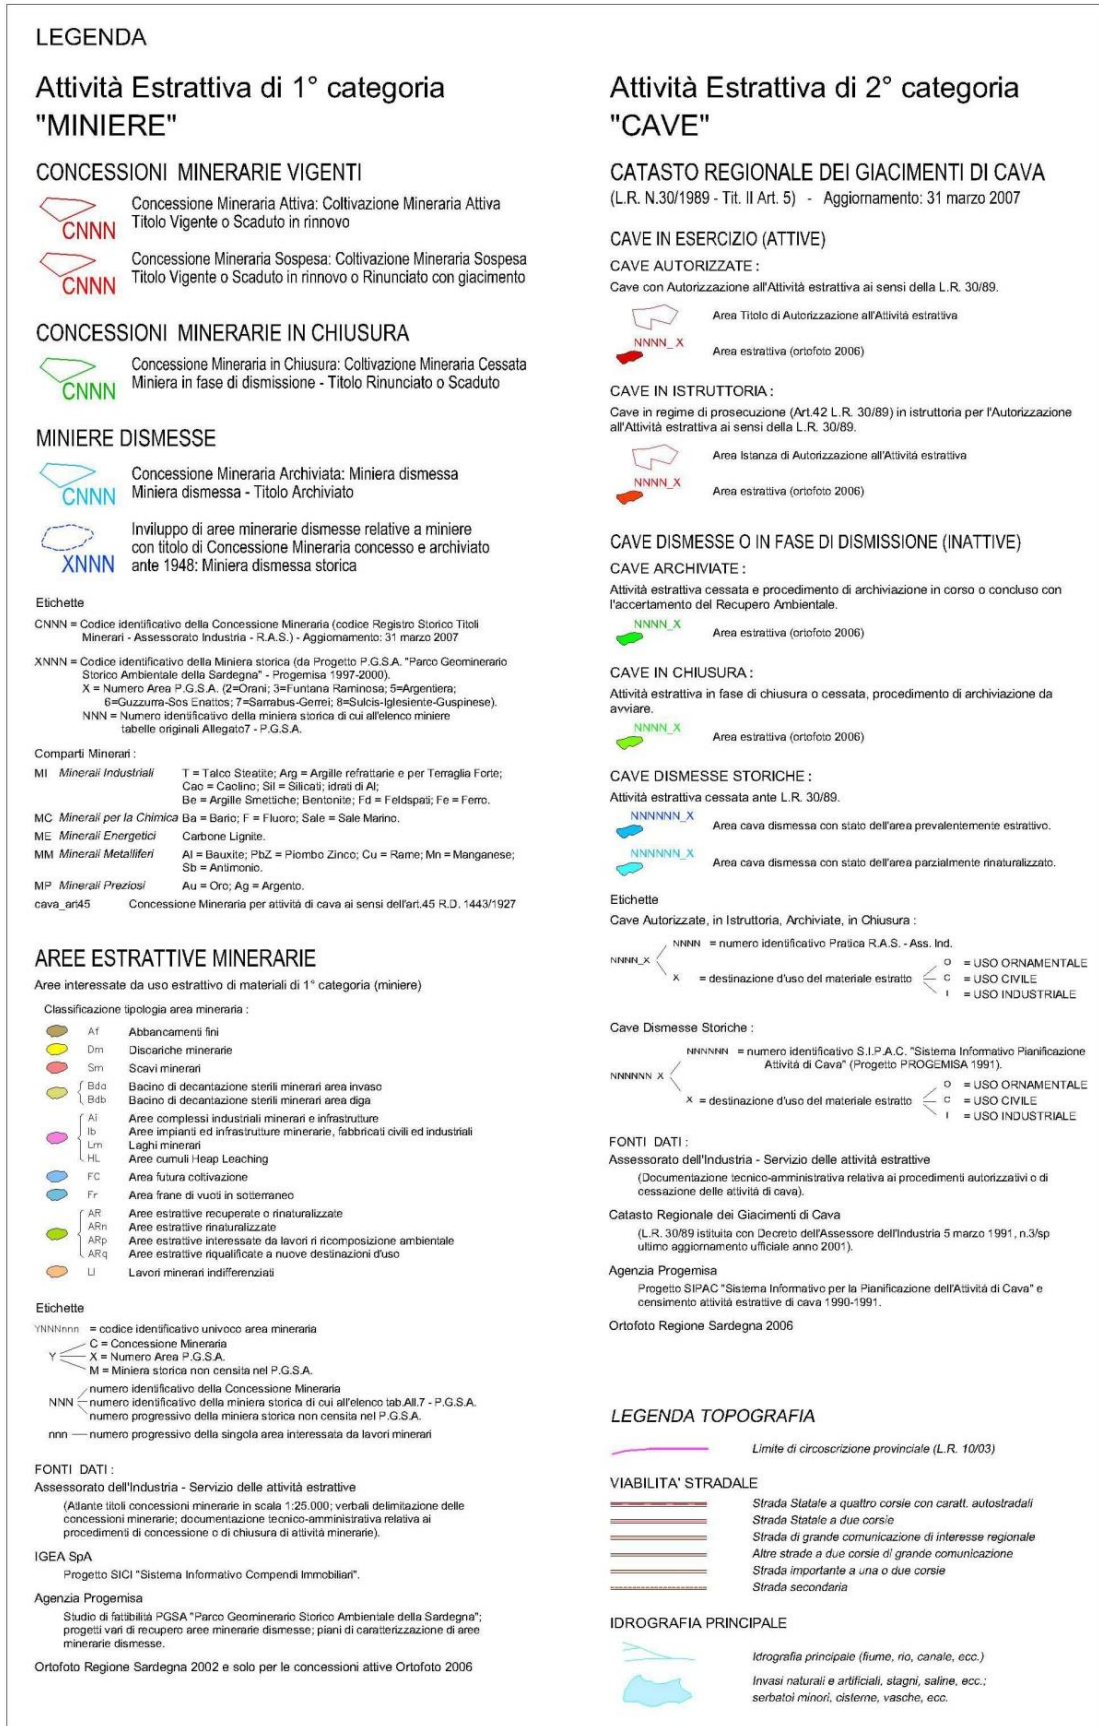 LEGENDA
Attività Estrattiva di 1° categoria
"MINIERE"
CONCESSIONI MINERARIE VIGENTI
CNNN
Concessione Mineraria Attiva: Coltivazione Mineraria Attiva
Titolo Vigente o Scaduto in rinnovo
CNNN
Concessione Mineraria Sospesa: Coltivazione Mineraria Sospesa
Titolo Vigente o Scaduto in rinnovo o Rinunciato con giacimento
CONCESSIONI MINERARIE IN CHIUSURA
CNNN
Concessione Mineraria in Chiusura: Coltivazione Mineraria Cessata
Miniera in fase di dismissione - Titolo Rinunciato o Scaduto
MINIERE DISMESSE
CNNN
Concessione Mineraria Archiviata: Miniera dismessa
Miniera dismessa - Titolo Archiviato
XNNN
Inviluppo di aree minerarie dismesse relative a miniere
con titolo di Concessione Mineraria concesso e archiviato
ante 1948: Miniera dismessa storica
Etichette
CNNN = Codice identificativo della Concessione Mineraria (codice Registro Storico Titoli
Minerari - Assessorato Industria - R.A.S.) - Aggiornamento: 31 marzo 2007
XNNN = Codice identificativo della Miniera storica (da Progetto P.G.S.A. "Parco Geominerario
Storico Ambientale della Sardegna" - Progemisa 1997-2000).
X = Numero Area P.G.S.A. (2=Orani; 3=Funtana Raminosa; 5=Argentiera;
6=Guzzurra-Sos Enattos; 7=Sarrabus-Gerrei; 8=Sulcis-Iglesiente-Guspinese).
NNN = Numero identificativo della miniera storica di cui all'elenco miniere
tabelle originali Allegato7 - P.G.S.A.
Comparti Minerari :
MI Minerali Industriali T = Talco Steatite; Arg = Argille refrattarie e per Terraglia Forte;
Cao = Caolino; Sil = Silicati; idrati di Al;
Be = Argille Smettiche; Bentonite; Fd = Feldspati; Fe = Ferro.
MC Minerali per la Chimica Ba = Bario; F = Fluoro; Sale = Sale Marino.
ME Minerali Energetici Carbone Lignite.
MM Minerali Metalliferi Al = Bauxite; PbZ = Piombo Zinco; Cu = Rame; Mn = Manganese;
Sb = Antimonio.
MP Minerali Preziosi Au = Oro; Ag = Argento.
cava_art45 Concessione Mineraria per attività di cava ai sensi dell'art.45 R.D. 1443/1927
AREE ESTRATTIVE MINERARIE
Aree interessate da uso estrattivo di materiali di 1° categoria (miniere)
Classificazione tipologia area mineraria :
Af Abbancamenti fini
Dm Discariche minerarie
Sm Scavi minerari
Bda Bacino di decantazione sterili minerari area invaso
Bdb Bacino di decantazione sterili minerari area diga
Ai Aree complessi industriali minerari e infrastrutture
Ib Aree impianti ed infrastrutture minerarie, fabbricati civili ed industriali
Lm Laghi minerari
HL Aree cumuli Heap Leaching
FC Area futura coltivazione
Fr Area frane di vuoti in sotterraneo
AR Aree estrattive recuperate o rinaturalizzate
ARn Aree estrattive rinaturalizzate
ARp Aree estrattive interessate da lavori ri ricomposizione ambientale
ARq Aree estrattive riqualificate a nuove destinazioni d'uso
LI Lavori minerari indifferenziati
Etichette
YNNNnnn = codice identificativo univoco area mineraria
C = Concessione Mineraria
Y X = Numero Area P.G.S.A.
M = Miniera storica non censita nel P.G.S.A.
numero identificativo della Concessione Mineraria
NNN numero identificativo della miniera storica di cui all'elenco tab.All.7 - P.G.S.A.
numero progressivo della miniera storica non censita nel P.G.S.A.
nnn numero progressivo della singola area interessata da lavori minerari
FONTI DATI :
Assessorato dell'Industria - Servizio delle attività estrattive
(Atlante titoli concessioni minerarie in scala 1:25.000; verbali delimitazione delle
concessioni minerarie; documentazione tecnico-amministrativa relativa ai
procedimenti di concessione o di chiusura di attività minerarie).
IGEA SpA
Progetto SICI "Sistema Informativo Compendi Immobiliari".
Agenzia Progemisa
Studio di fattibilità PGSA "Parco Geominerario Storico Ambientale della Sardegna";
progetti vari di recupero aree minerarie dismesse; piani di caratterizzazione di aree
minerarie dismesse.
Ortofoto Regione Sardegna 2002 e solo per le concessioni attive Ortofoto 2006
Attività Estrattiva di 2° categoria
"CAVE"
CATASTO REGIONALE DEI GIACIMENTI DI CAVA
(L.R. N.30/1989 - Tit. II Art. 5) - Aggiornamento: 31 marzo 2007
CAVE IN ESERCIZIO (ATTIVE)
CAVE AUTORIZZATE :
Cave con Autorizzazione all'Attività estrattiva ai sensi della L.R. 30/89.
Area Titolo di Autorizzazione all'Attività estrattiva
NNNN_X
Area estrattiva (ortofoto 2006)
CAVE IN ISTRUTTORIA :
Cave in regime di prosecuzione (Art.42 L.R. 30/89) in istruttoria per l'Autorizzazione
all'Attività estrattiva ai sensi della L.R. 30/89.
Area Istanza di Autorizzazione all'Attività estrattiva
NNNN_X
Area estrattiva (ortofoto 2006)
CAVE DISMESSE O IN FASE DI DISMISSIONE (INATTIVE)
CAVE ARCHIVIATE :
Attività estrattiva cessata e procedimento di archiviazione in corso o concluso con
l'accertamento del Recupero Ambientale.
NNNN_X
Area estrattiva (ortofoto 2006)
CAVE IN CHIUSURA :
Attività estrattiva in fase di chiusura o cessata, procedimento di archiviazione da
avviare.
NNNN_X
Area estrattiva (ortofoto 2006)
CAVE DISMESSE STORICHE :
Attività estrattiva cessata ante L.R. 30/89.
NNNNNN_X
Area cava dismessa con stato dell'area prevalentemente estrattivo.
NNNNNN_X
Area cava dismessa con stato dell'area parzialmente rinaturalizzato.
Etichette
Cave Autorizzate, in Istruttoria, Archiviate, in Chiusura :
NNNN = numero identificativo Pratica R.A.S. - Ass. Ind.
NNNN_X
X = destinazione d'uso del materiale estratto
O = USO ORNAMENTALE
C = USO CIVILE
I = USO INDUSTRIALE
Cave Dismesse Storiche :
NNNNNN = numero identificativo S.I.P.A.C. "Sistema Informativo Pianificazione
Attività di Cava" (Progetto PROGEMISA 1991).
NNNNNN X
X = destinazione d'uso del materiale estratto
O = USO ORNAMENTALE
C = USO CIVILE
I = USO INDUSTRIALE
FONTI DATI :
Assessorato dell'Industria - Servizio delle attività estrattive
(Documentazione tecnico-amministrativa relativa ai procedimenti autorizzativi o di
cessazione delle attività di cava).
Catasto Regionale dei Giacimenti di Cava
(L.R. 30/89 istituita con Decreto dell'Assessore dell'Industria 5 marzo 1991, n.3/sp
ultimo aggiornamento ufficiale anno 2001).
Agenzia Progemisa
Progetto SIPAC "Sistema Informativo per la Pianificazione dell'Attività di Cava" e
censimento attività estrattive di cava 1990-1991.
Ortofoto Regione Sardegna 2006
LEGENDA TOPOGRAFIA
Limite di circoscrizione provinciale (L.R. 10/03)
VIABILITA' STRADALE
Strada Statale a quattro corsie con caratt. autostradali
Strada Statale a due corsie
Strada di grande comunicazione di interesse regionale
Altre strade a due corsie di grande comunicazione
Strada importante a una o due corsie
Strada secondaria
IDROGRAFIA PRINCIPALE
Idrografia principale (fiume, rio, canale, ecc.)
Invasi naturali e artificiali, stagni, saline, ecc.;
serbatoi minori, cisterne, vasche, ecc.